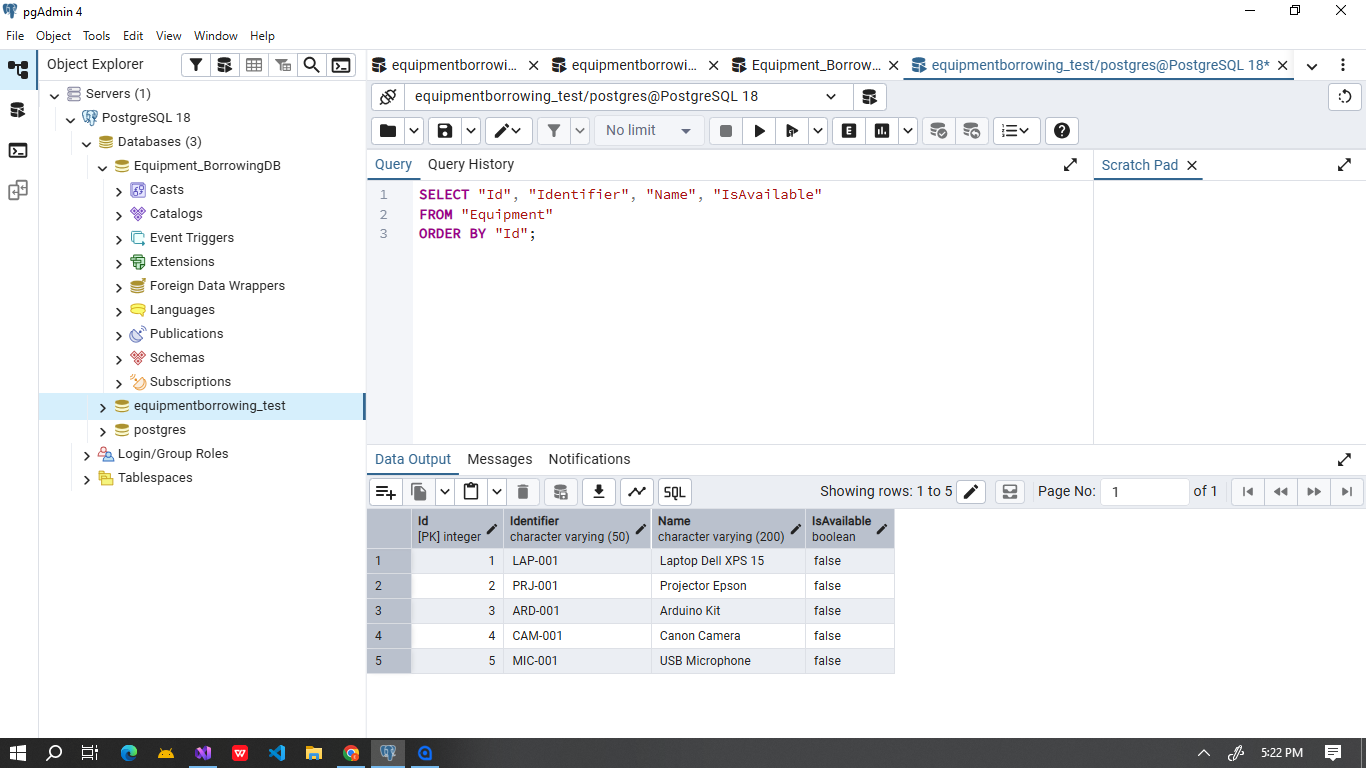 pgAdmin 4
File Object Tools Edit View Window Help
Object Explorer
equipmentborrowi... equipmentborrowi... Equipment_Borrow... equipmentborrowing_test/postgres@PostgreSQL 18*
Servers (1)
PostgreSQL 18
Databases (3)
Equipment_BorrowingDB
Casts
Catalogs
Event Triggers
Extensions
Foreign Data Wrappers
Languages
Publications
Schemas
Subscriptions
equipmentborrowing_test
postgres
Login/Group Roles
Tablespaces
equipmentborrowing_test/postgres@PostgreSQL 18
No limit
E
Query Query History
Scratch Pad
1 SELECT "Id", "Identifier", "Name", "IsAvailable"
2 FROM "Equipment"
3 ORDER BY "Id";
Data Output Messages Notifications
SQL Showing rows: 1 to 5 Page No: 1 of 1
Id Identifier Name IsAvailable
[PK] integer character varying (50) character varying (200) boolean
1 1 LAP-001 Laptop Dell XPS 15 false
2 2 PRJ-001 Projector Epson false
3 3 ARD-001 Arduino Kit false
4 4 CAM-001 Canon Camera false
5 5 MIC-001 USB Microphone false
5:22 PM